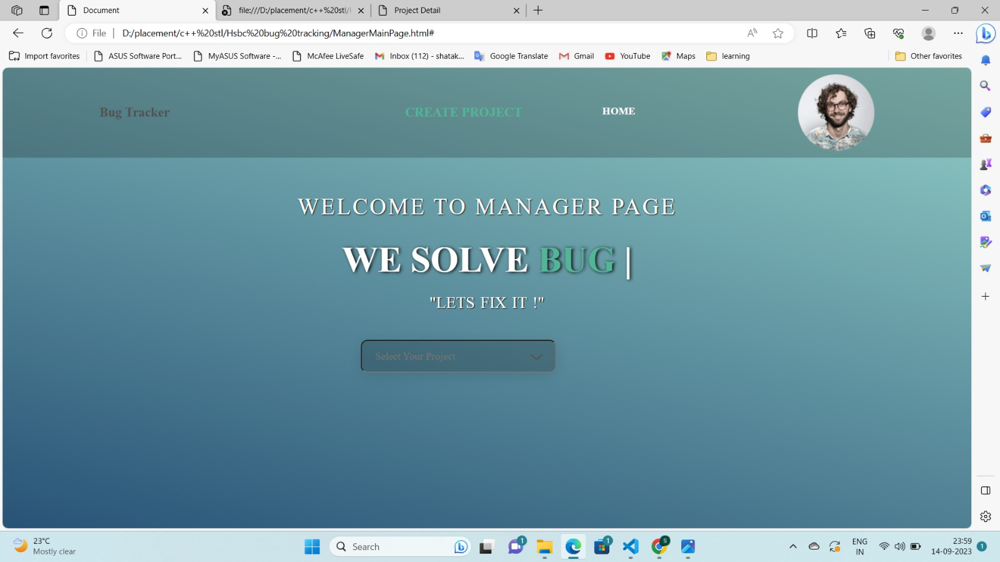 Document
file:///D:/placement/c++%20stl/
Project Detail
File
D:/placement/c++%20stl/Hsbc%20bug%20tracking/ManagerMainPage.html#
Import favorites
ASUS Software Port...
MyASUS Software -...
McAfee LiveSafe
Inbox (112) - shatak...
Google Translate
Gmail
YouTube
Maps
learning
Other favorites
Bug Tracker
CREATE PROJECT
HOME
WELCOME TO MANAGER PAGE
WE SOLVE BUG |
"LETS FIX IT !"
Select Your Project
23°C
Mostly clear
Search
1
1
S
ENG
IN
23:59
14-09-2023
1